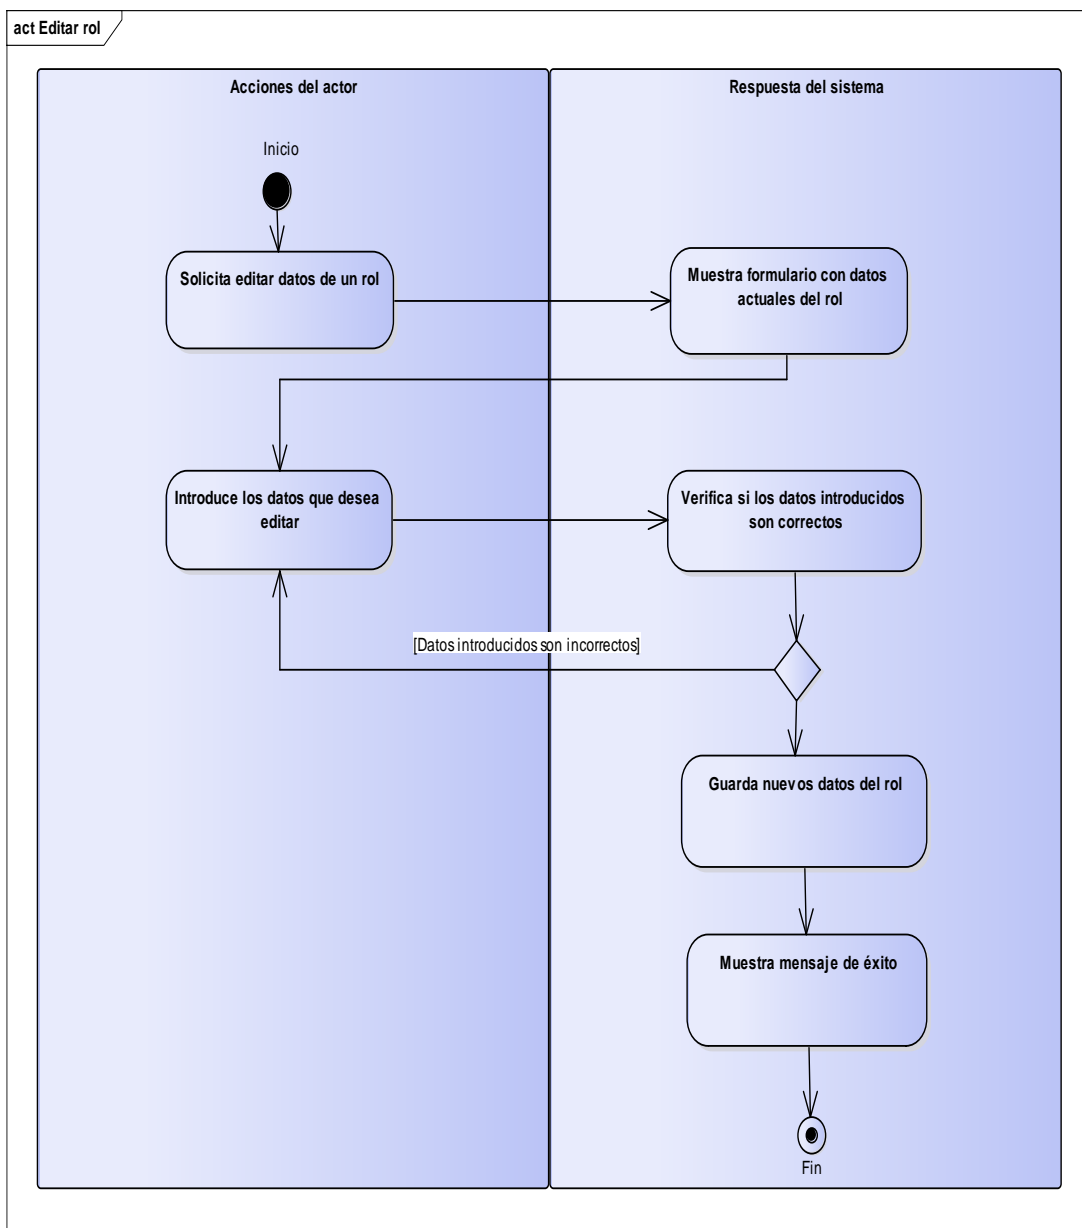 act Editar rol
Acciones del actor
Respuesta del sistema
Inicio
Solicita editar datos de un rol
Muestra formulario con datos
actuales del rol
Introduce los datos que desea
editar
Verifica si los datos introducidos
son correctos
[Datos introducidos son incorrectos]
Guarda nuevos datos del rol
Muestra mensaje de éxito
Fin